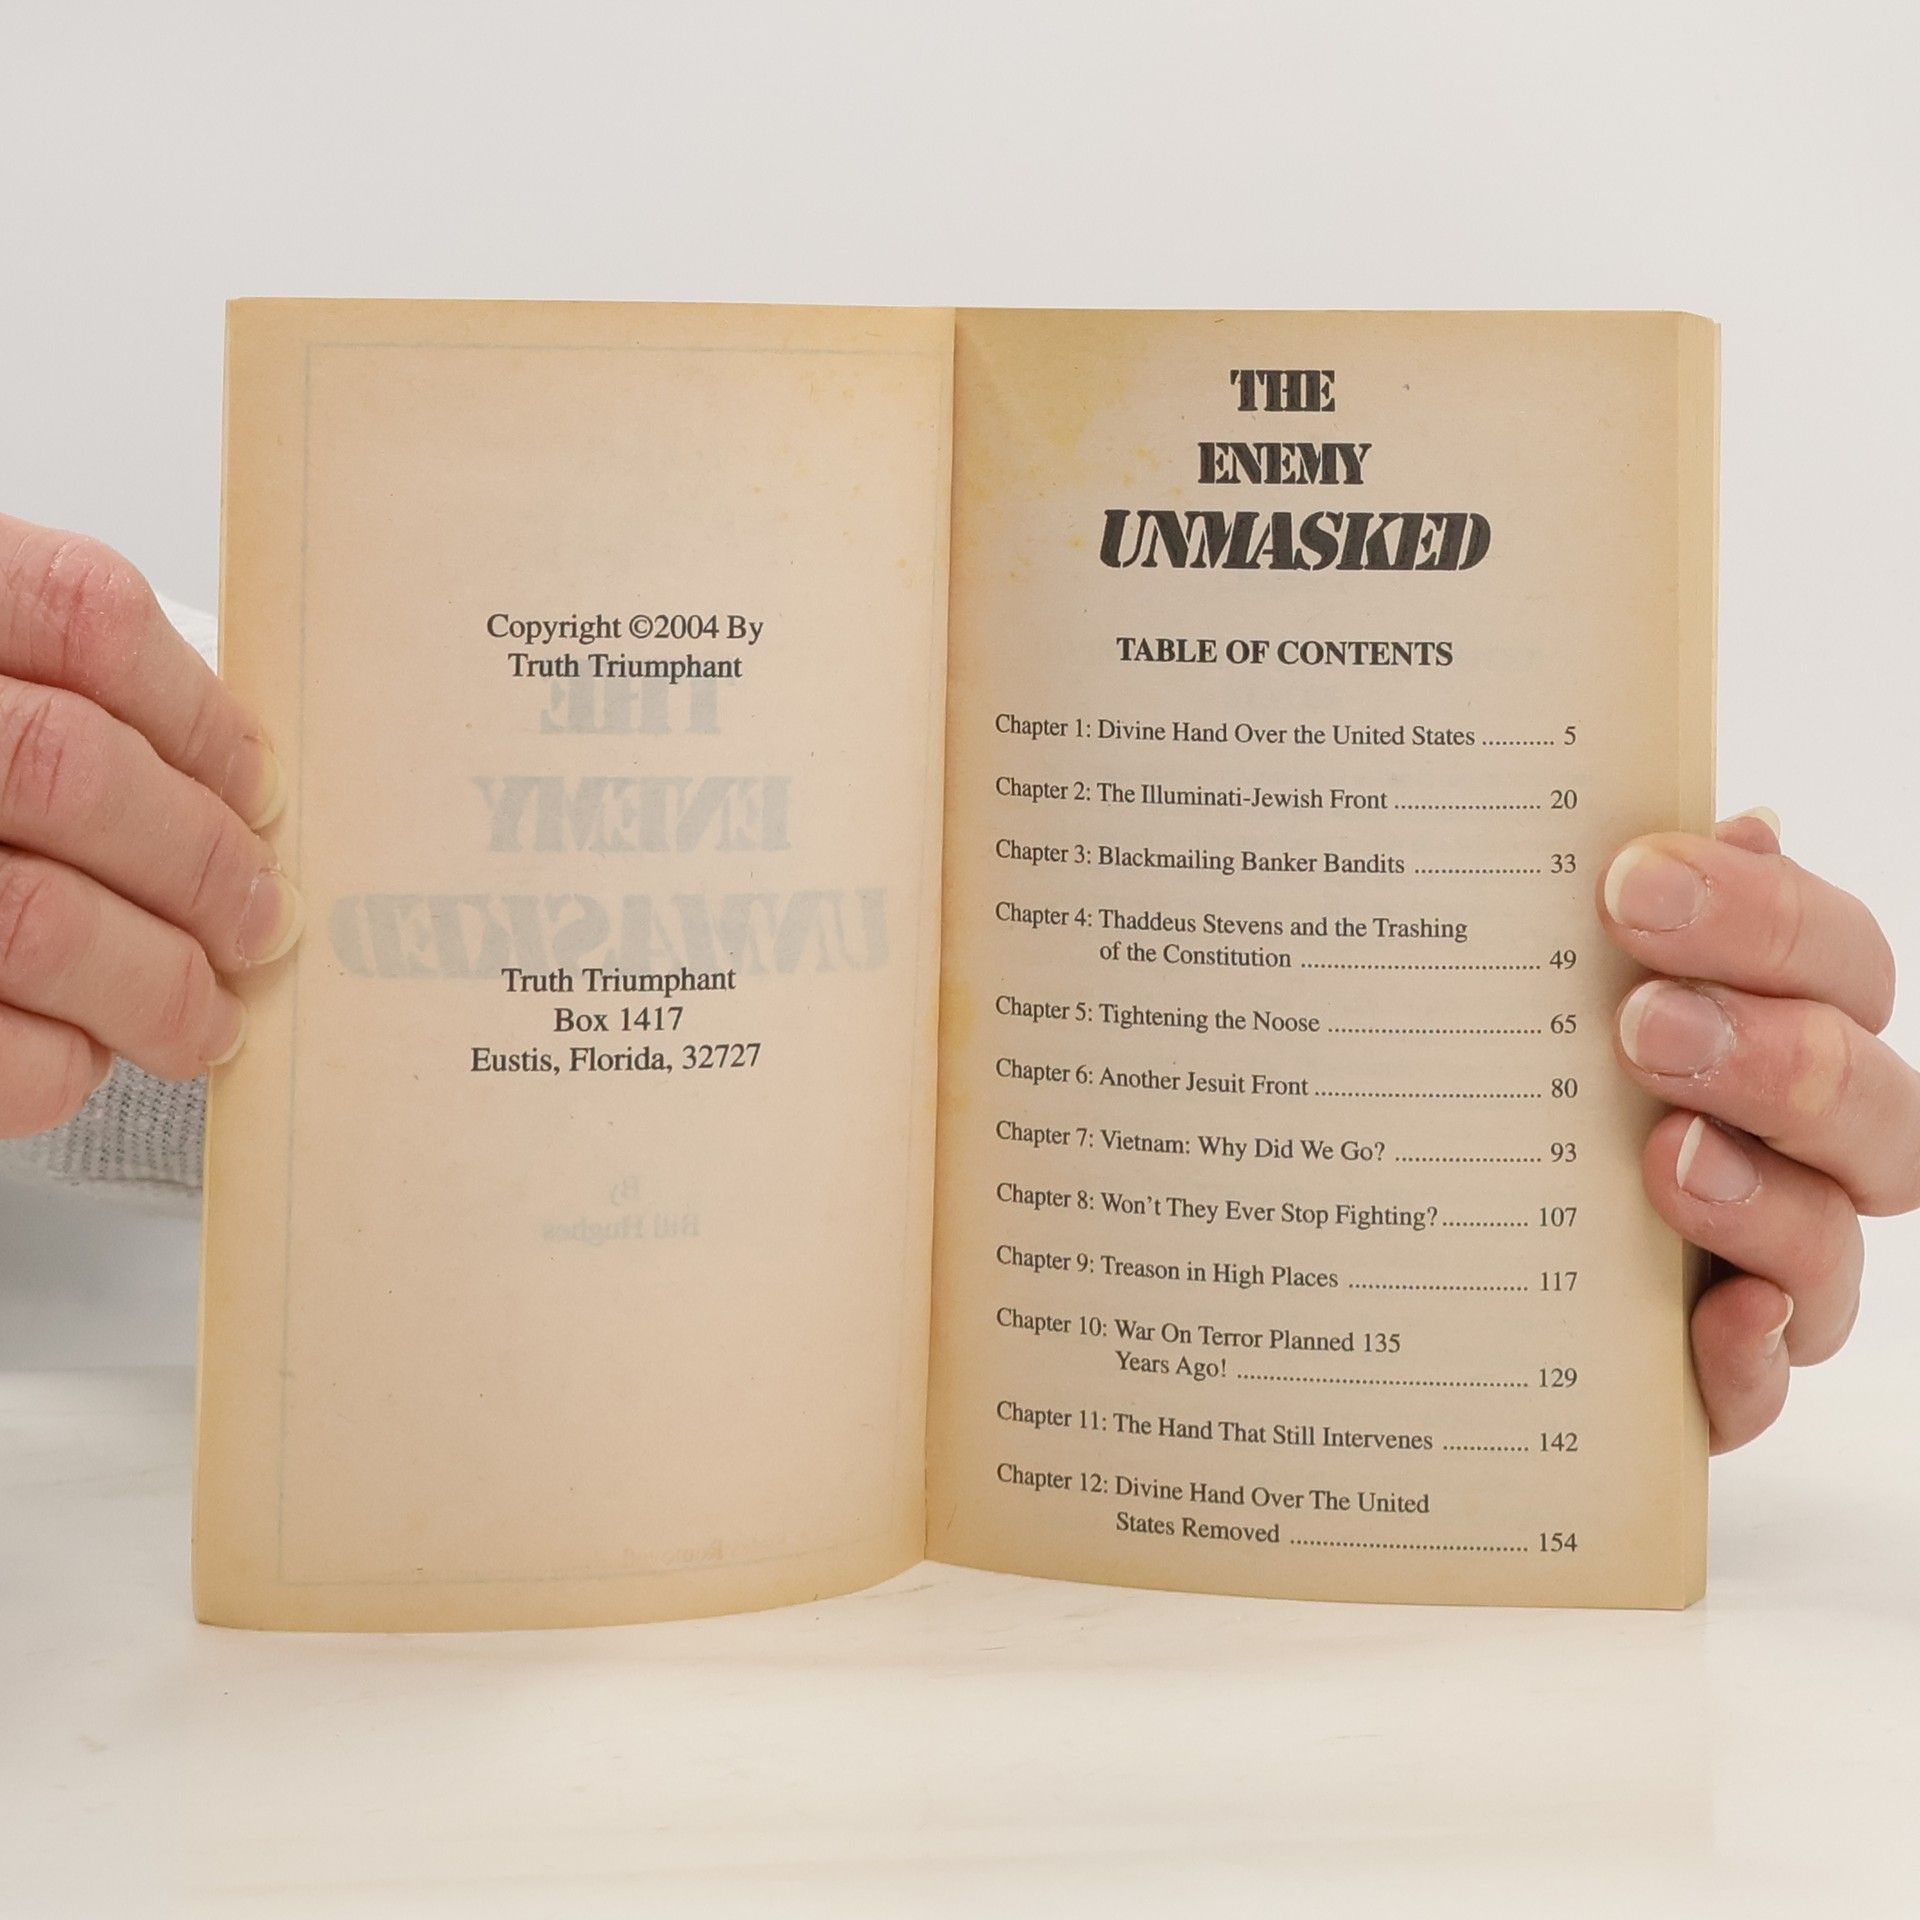 Copyright ©2004 By
Truth Triumphant
Truth Triumphant
Box 1417
Eustis, Florida, 32727
THE
ENEMY
UNMASKED
By
Bill Hughes
THE
ENEMY
UNMASKED
TABLE OF CONTENTS
Chapter 1: Divine Hand Over the United States ........... 5
Chapter 2: The Illuminati-Jewish Front ...................... 20
Chapter 3: Blackmailing Banker Bandits ................... 33
Chapter 4: Thaddeus Stevens and the Trashing
of the Constitution .................................... 49
Chapter 5: Tightening the Noose ................................ 65
Chapter 6: Another Jesuit Front .................................. 80
Chapter 7: Vietnam: Why Did We Go? ...................... 93
Chapter 8: Won't They Ever Stop Fighting?............. 107
Chapter 9: Treason in High Places ........................... 117
Chapter 10: War On Terror Planned 135
Years Ago! ............................................ 129
Chapter 11: The Hand That Still Intervenes ............. 142
Chapter 12: Divine Hand Over The United
States Removed .................................... 154